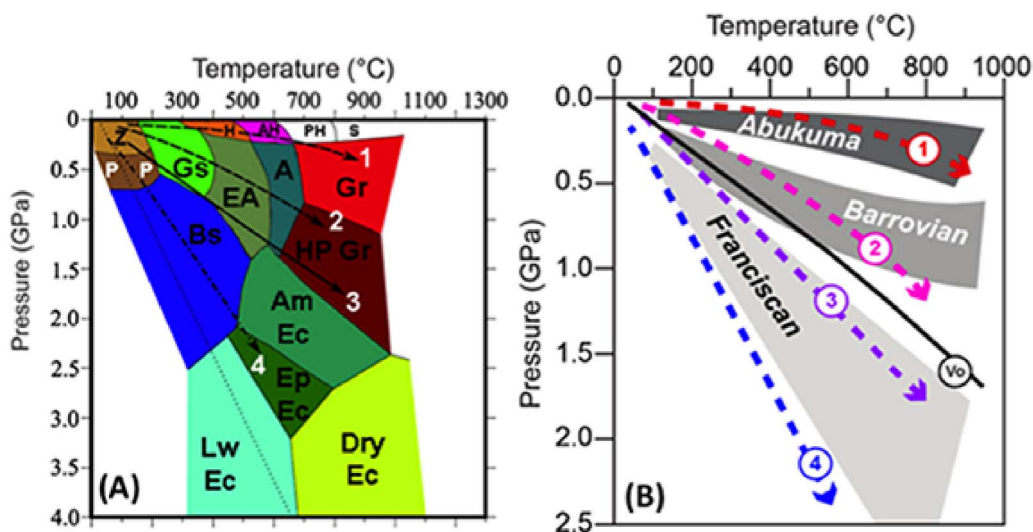 Temperature (°C)
100 300 500 700 900 1100 1300
Pressure (GPa)
0
0.5
1.0
1.5
2.0
2.5
3.0
3.5
4.0
Z
H
AH
PH
S
1
P P
Gs
EA
A
Gr
2
Bs
HP Gr
3
Am
Ec
4
Ep
Ec
Lw
Ec
Dry
Ec
(A)
Temperature (°C)
0 200 400 600 800 1000
Pressure (GPa)
0.0
0.5
1.0
1.5
2.0
2.5
Abukuma
1
Barrovian
2
Franciscan
3
Vo
4
(B)